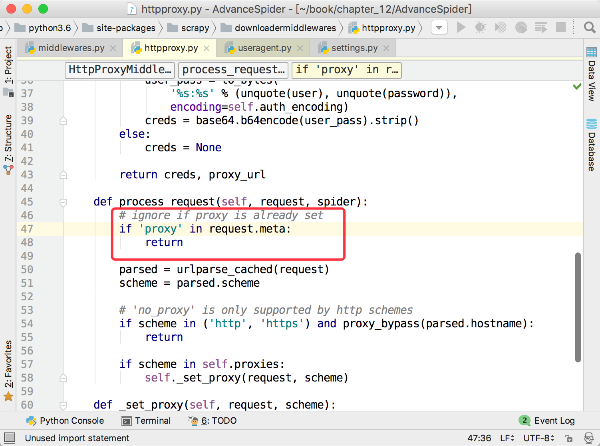 httpproxy.py - AdvanceSpider - [~/book/chapter_12/AdvanceSpider]
python3.6 site-packages scrapy downloadermiddlewares httpproxy.py
middlewares.py httpproxy.py useragent.py settings.py
HttpProxyMiddle... process_request... if 'proxy' in r...
1: Project
7: Structure
2: Favorites
Data View
Database
37 '%s:%s' % (unquote(user), unquote(password)),
38 encoding=self.auth_encoding)
39 creds = base64.b64encode(user_pass).strip()
40 else:
41 creds = None
42
43 return creds, proxy_url
44
45 def process_request(self, request, spider):
46 # ignore if proxy is already set
47 if 'proxy' in request.meta:
48 return
49
50 parsed = urlparse_cached(request)
51 scheme = parsed.scheme
52
53 # 'no_proxy' is only supported by http schemes
54 if scheme in ('http', 'https') and proxy_bypass(parsed.hostname):
55 return
56
57 if scheme in self.proxies:
58 self._set_proxy(request, scheme)
59
60 def _set_proxy(self, request, scheme):
Python Console Terminal 6: TODO 2 Event Log
Unused import statement 47:36 LF÷ UTF-8÷